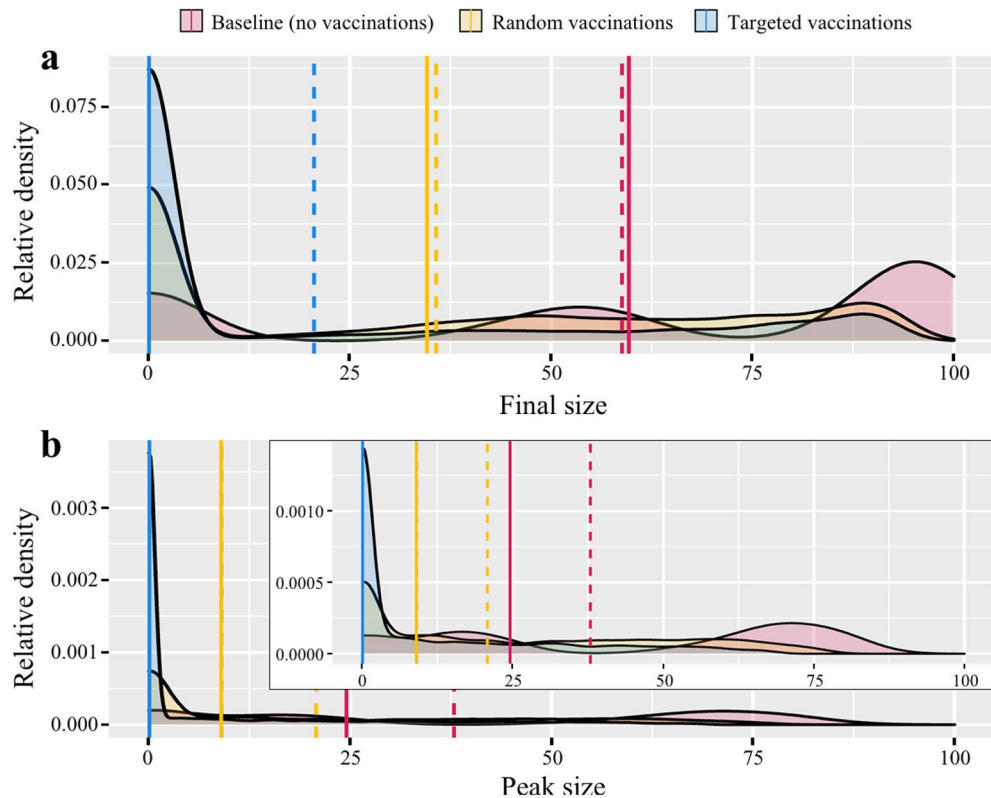 Baseline (no vaccinations) Random vaccinations Targeted vaccinations
a
Relative density
0.075
0.050
0.025
0.000
0 25 50 75 100
Final size
b
Relative density
0.003
0.002
0.001
0.000
0.0010
0.0005
0.0000
0 25 50 75 100
0 25 50 75 100
Peak size